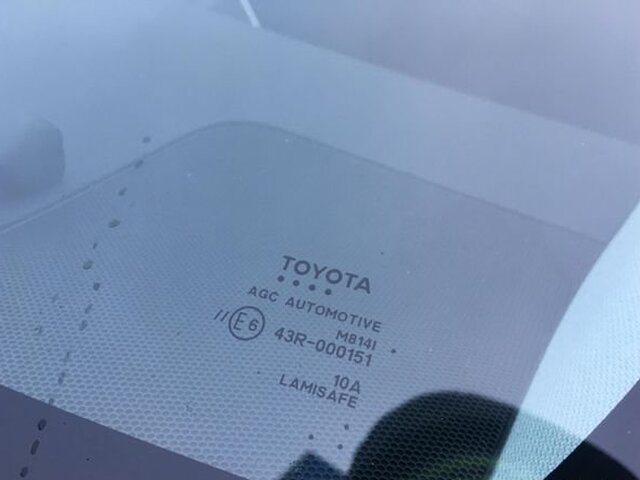 TOYOTA
AGC AUTOMOTIVE
M814I
// E6 43R-000151
10A
LAMISAFE